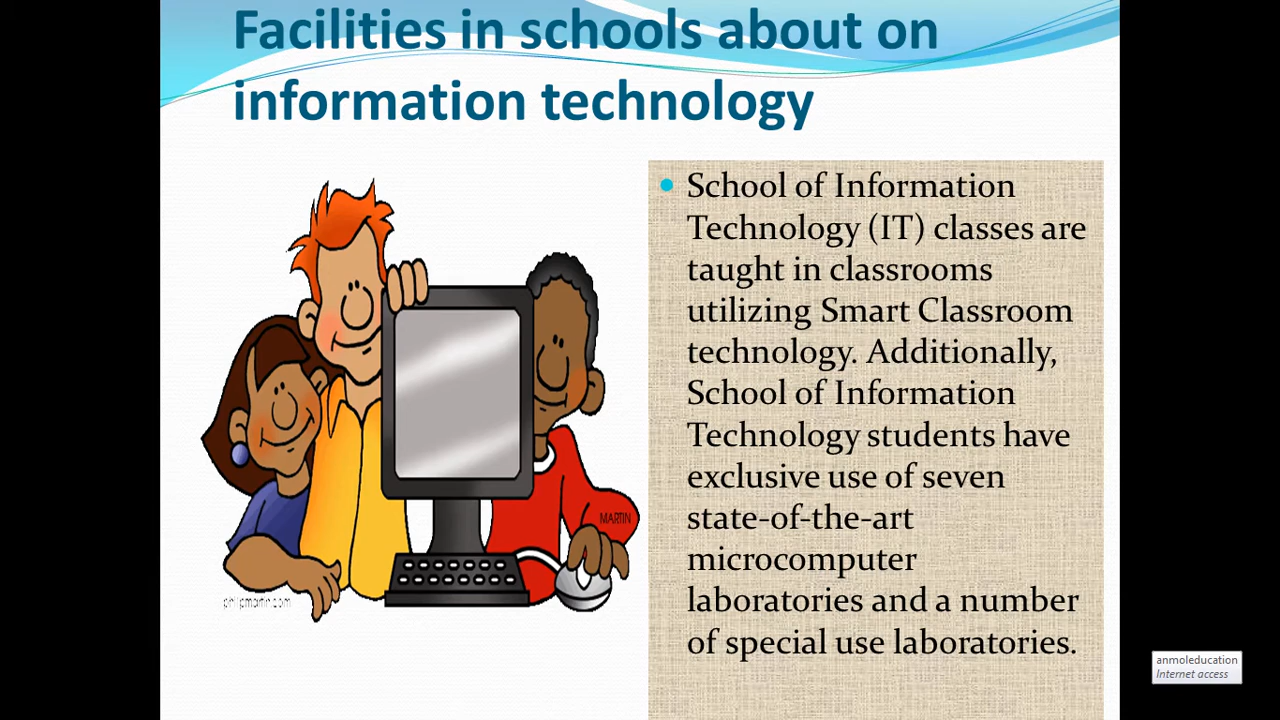 Facilities in schools about on
information technology
School of Information
Technology (IT) classes are
taught in classrooms
utilizing Smart Classroom
technology. Additionally,
School of Information
Technology students have
exclusive use of seven
state-of-the-art
microcomputer
laboratories and a number
of special use laboratories.
MARTIN
philipmartin.com
anmoleducation
Internet access